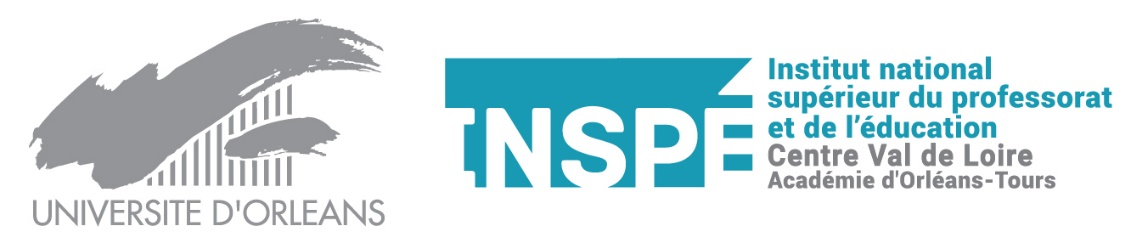 UNIVERSITE D'ORLEANS
INSPÉ
Institut national
supérieur du professorat
et de l'éducation
Centre Val de Loire
Académie d'Orléans-Tours